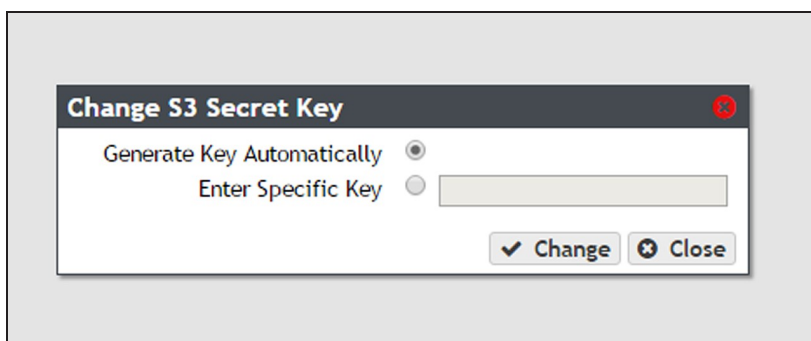 Change S3 Secret Key
Generate Key Automatically
Enter Specific Key
Change Close